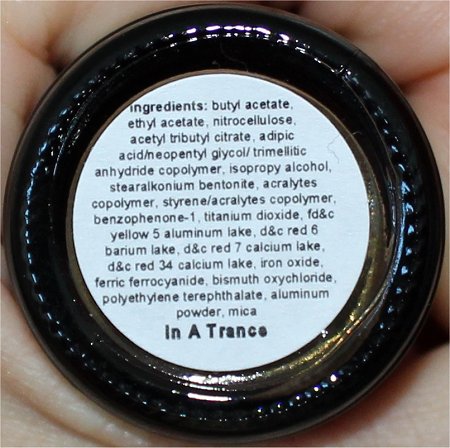 Ingredients: butyl acetate,
ethyl acetate, nitrocellulose,
acetyl tributyl citrate, adipic
acid/neopentyl glycol/ trimellitic
anhydride copolymer, isopropy alcohol,
stearalkonium bentonite, acralytes
copolymer, styrene/acralytes copolymer,
benzophenone-1, titanium dioxide, fd&c
yellow 5 aluminum lake, d&c red 6
barium lake, d&c red 7 calcium lake,
d&c red 34 calcium lake, iron oxide,
ferric ferrocyanide, bismuth oxychloride,
polyethylene terephthalate, aluminum
powder, mica
In A Trance